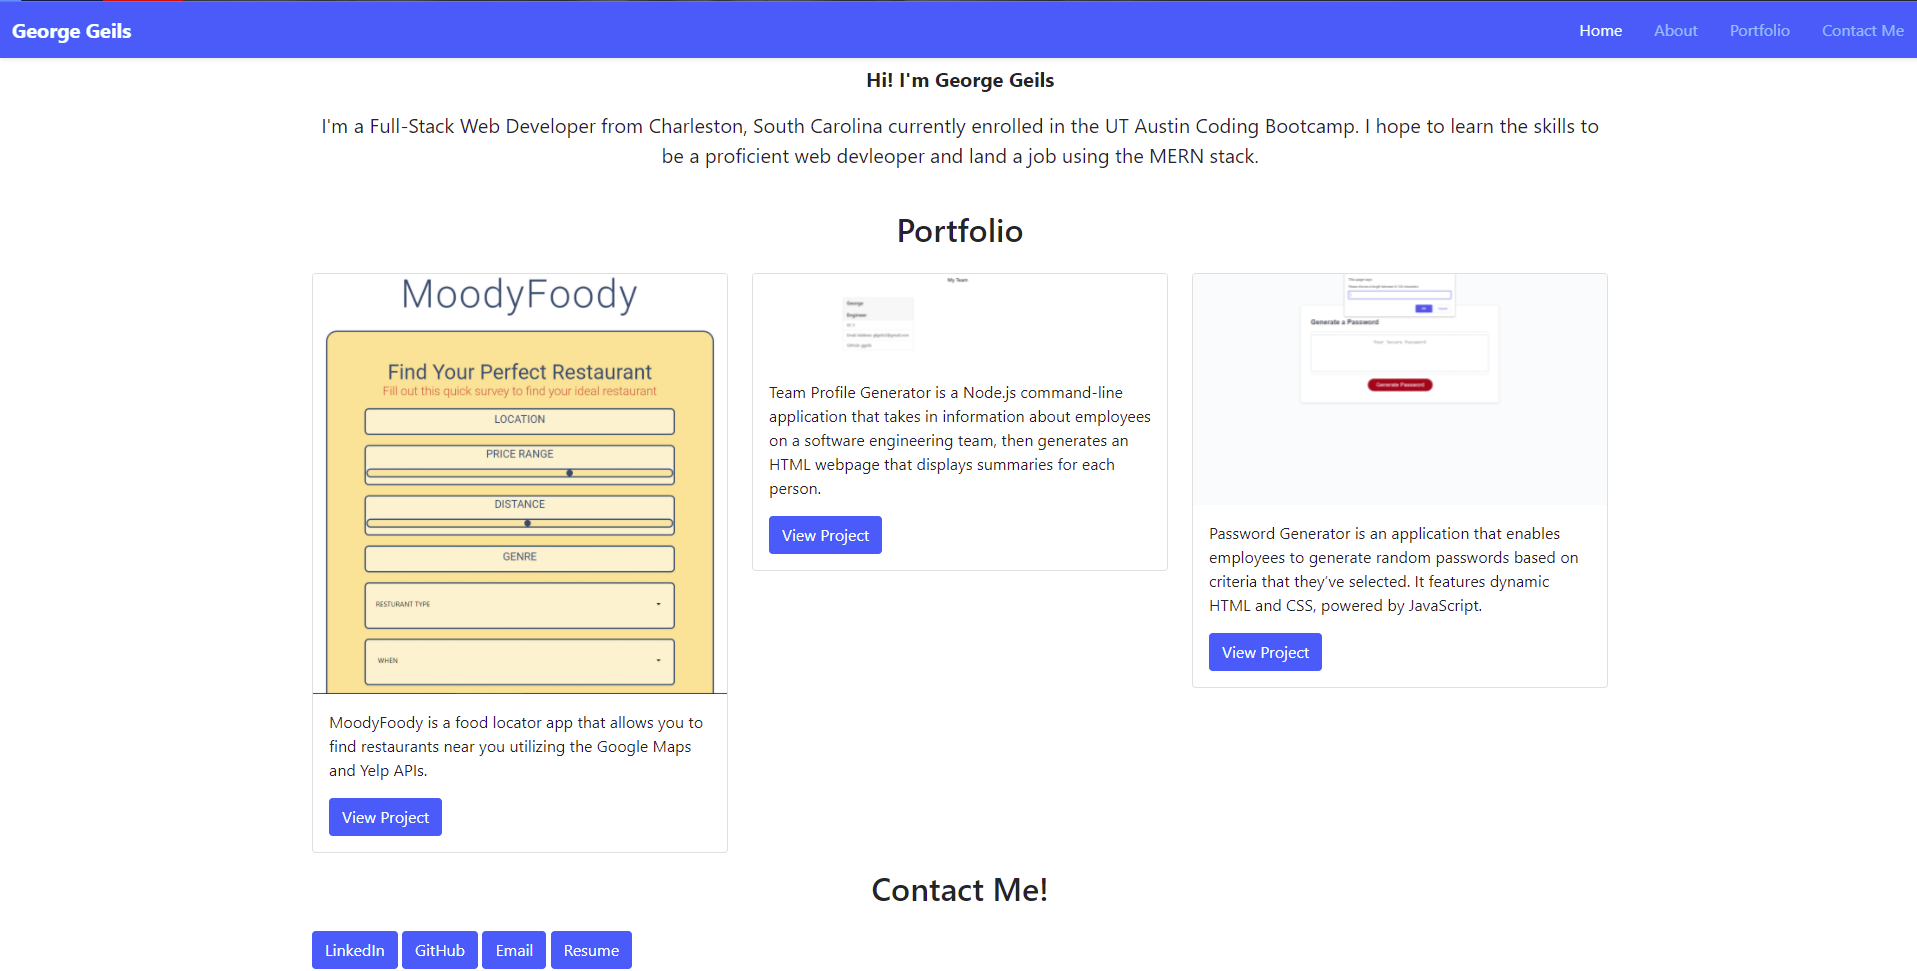 George Geils
Home About Portfolio Contact Me
Hi! I'm George Geils
I'm a Full-Stack Web Developer from Charleston, South Carolina currently enrolled in the UT Austin Coding Bootcamp. I hope to learn the skills to
be a proficient web devleoper and land a job using the MERN stack.
Portfolio
MoodyFoody
Find Your Perfect Restaurant
Fill out this quick survey to find your ideal restaurant
LOCATION
PRICE RANGE
DISTANCE
GENRE
RESTURANT TYPE
WHEN
MoodyFoody is a food locator app that allows you to
find restaurants near you utilizing the Google Maps
and Yelp APIs.
View Project
My Team
George
Engineer
Team Profile Generator is a Node.js command-line
application that takes in information about employees
on a software engineering team, then generates an
HTML webpage that displays summaries for each
person.
View Project
Generate a Password
Your Secure Password
Generate Password
Password Generator is an application that enables
employees to generate random passwords based on
criteria that they’ve selected. It features dynamic
HTML and CSS, powered by JavaScript.
View Project
Contact Me!
LinkedIn GitHub Email Resume